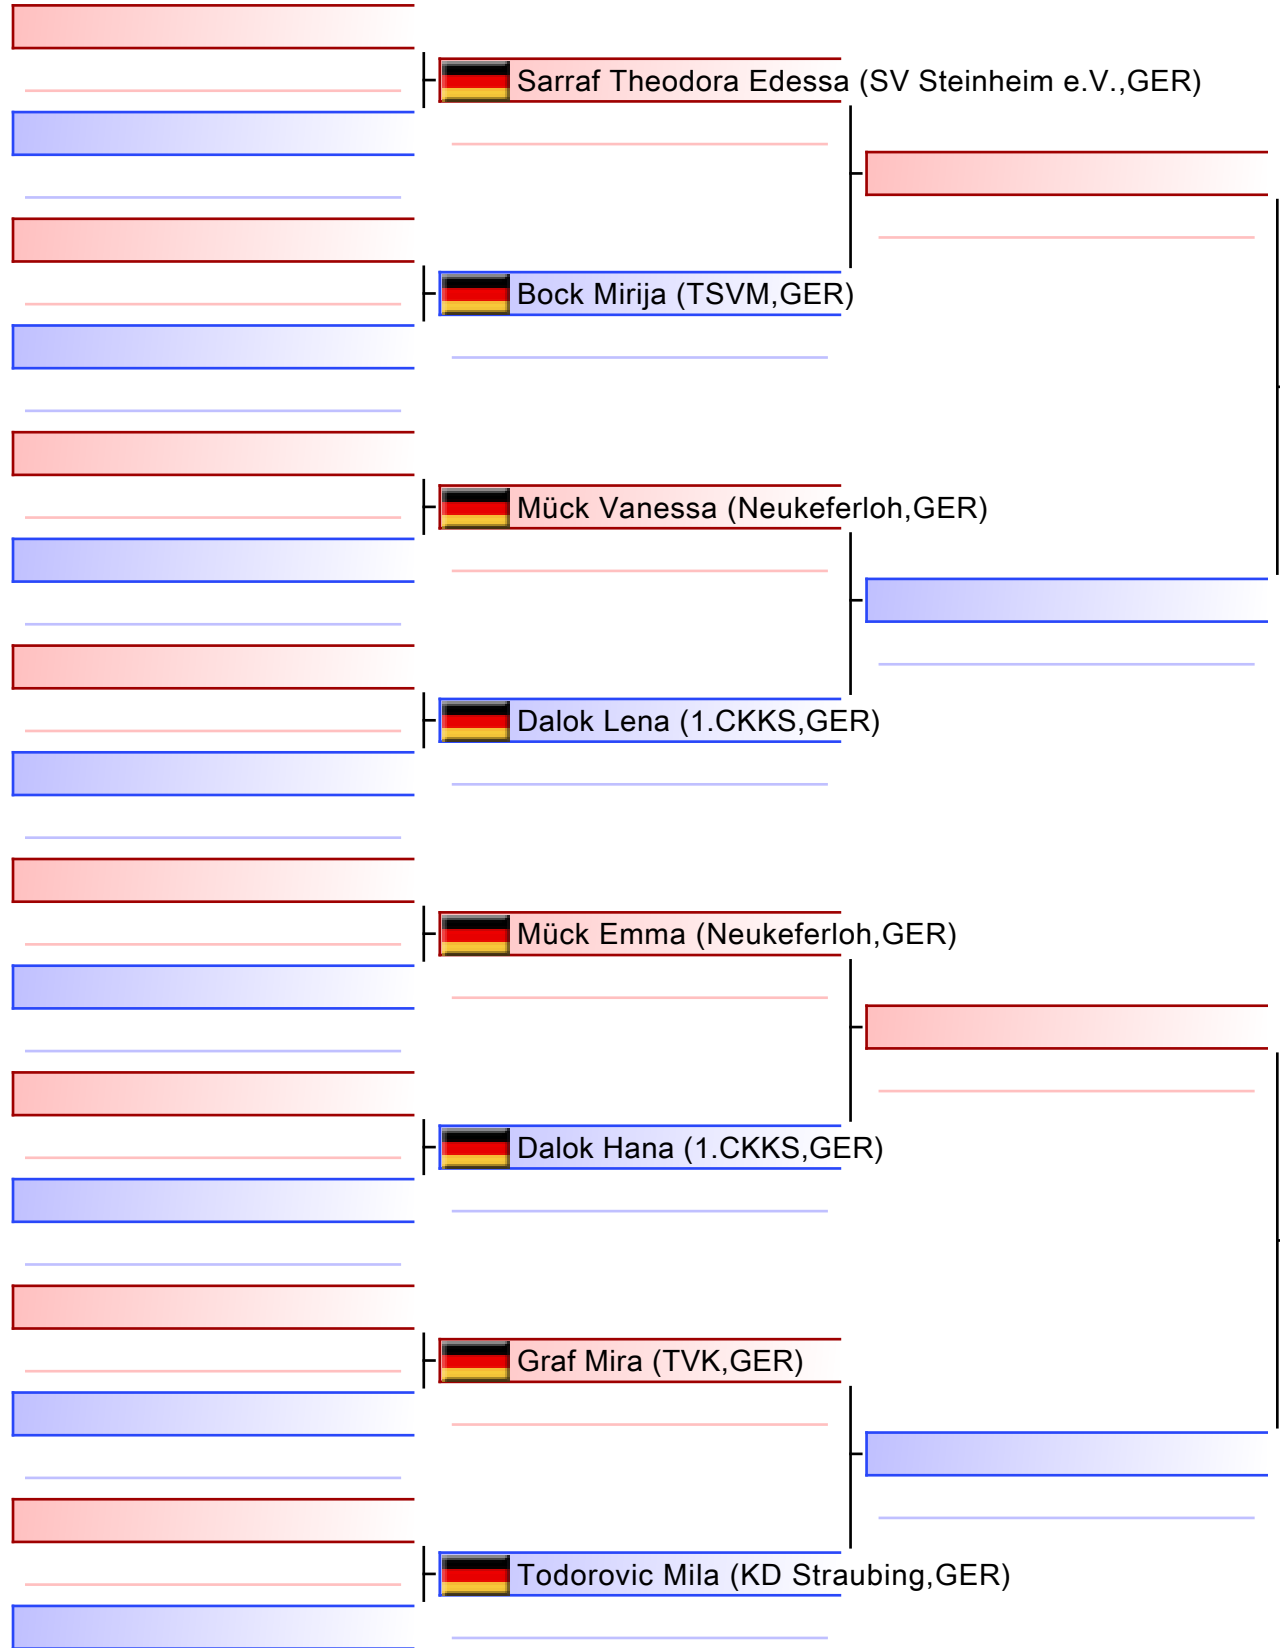 Sarraf Theodora Edessa (SV Steinheim e.V.,GER)
Bock Mirija (TSVM,GER)
Mück Vanessa (Neukeferloh,GER)
Dalok Lena (1.CKKS,GER)
Mück Emma (Neukeferloh,GER)
Dalok Hana (1.CKKS,GER)
Graf Mira (TVK,GER)
Todorovic Mila (KD Straubing,GER)